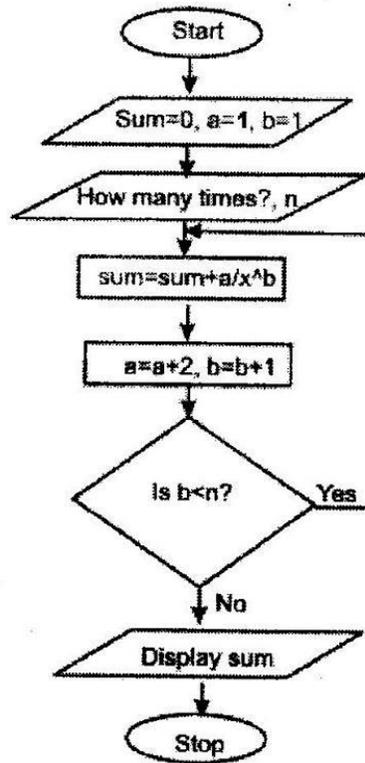 Start
Sum=0, a=1, b=1
How many times?, n
sum=sum+a/x^b
a=a+2, b=b+1
Is b<n?
Yes
No
Display sum
Stop